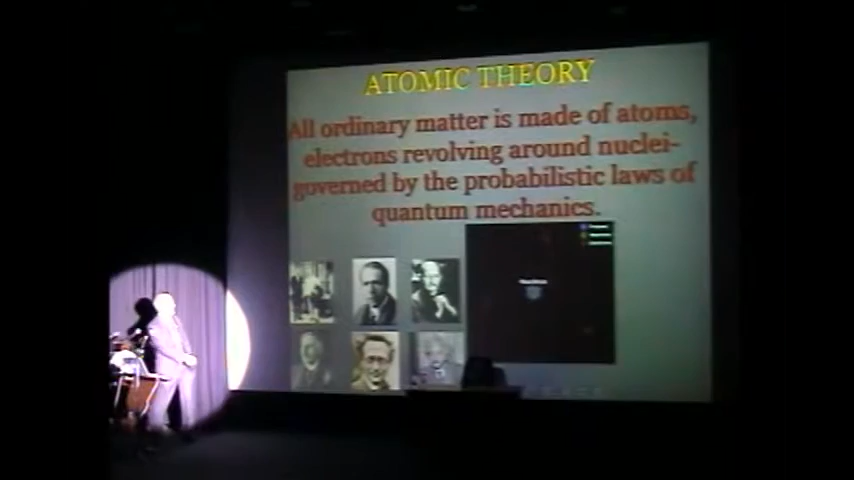 ATOMIC THEORY
All ordinary matter is made of atoms,
electrons revolving around nuclei-
governed by the probabilistic laws of
quantum mechanics.